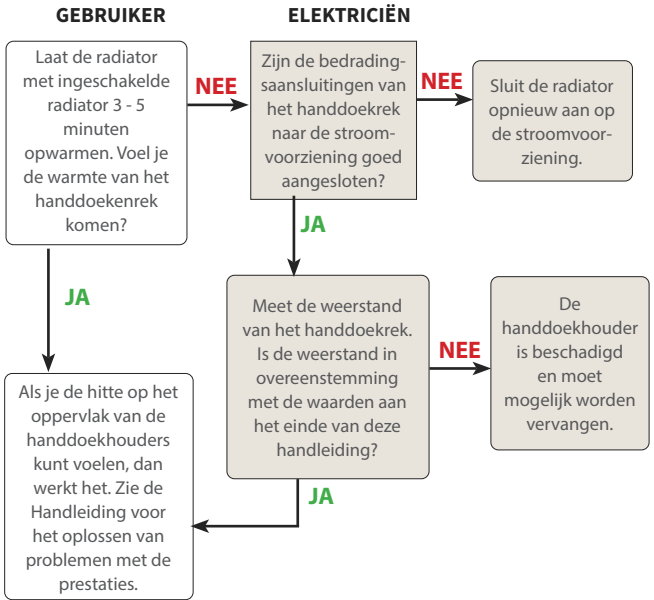 GEBRUIKER
Laat de radiator
met ingeschakelde
radiator 3 - 5
minuten
opwarmen. Voel je
de warmte van het
handdoekenrek
komen?
NEE
JA
ELEKTRICIËN
Zijn de bedrading-
saansluitingen van
het handdoekrek
naar de stroom-
voorziening goed
aangesloten?
NEE
Sluit de radiator
opnieuw aan op
de stroomvoor-
ziening.
JA
Meet de weerstand
van het handdoekrek.
Is de weerstand in
overeenstemming
met de waarden aan
het einde van deze
handleiding?
NEE
De
handdoekhouder
is beschadigd
en moet
mogelijk worden
vervangen.
JA
Als je de hitte op het
oppervlak van de
handdoekhouders
kunt voelen, dan
werkt het. Zie de
Handleiding voor
het oplossen van
problemen met de
prestaties.